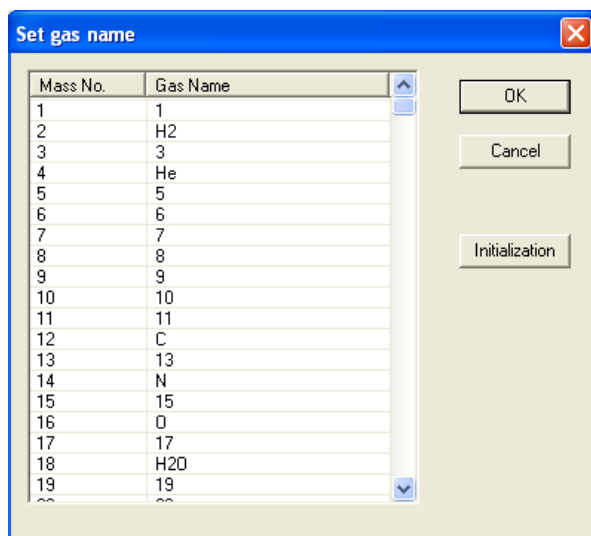 Set gas name
Mass No. Gas Name
1 1
2 H2
3 3
4 He
5 5
6 6
7 7
8 8
9 9
10 10
11 11
12 C
13 13
14 N
15 15
16 O
17 17
18 H2O
19 19
OK
Cancel
Initialization